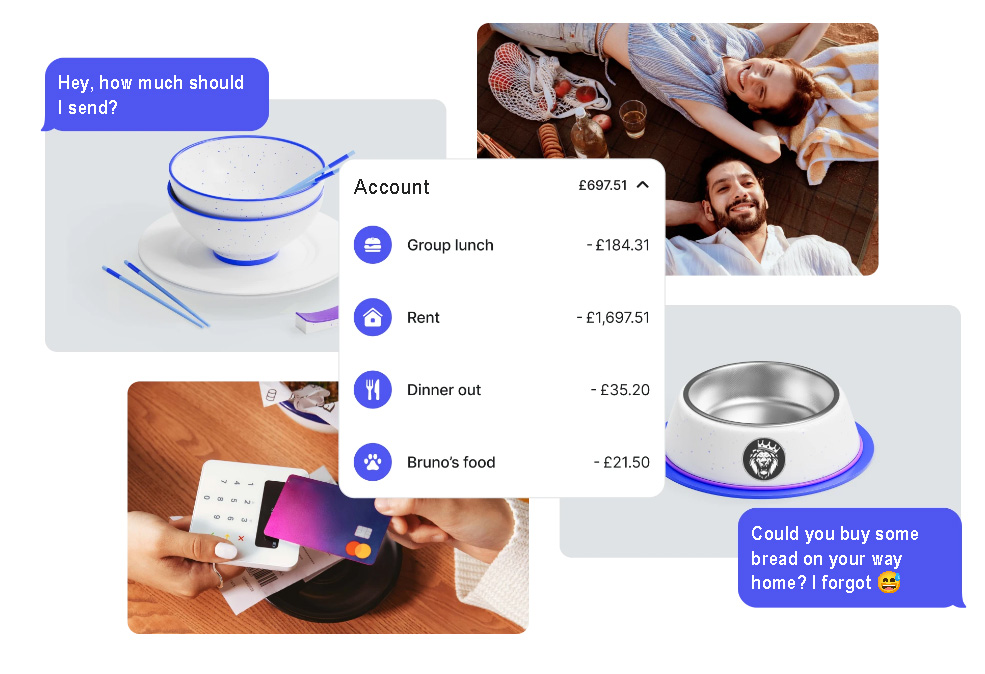 Hey, how much should
I send?
Account £697.51
Group lunch - £184.31
Rent - £1,697.51
Dinner out - £35.20
Bruno's food - £21.50
Could you buy some
bread on your way
home? I forgot 😅